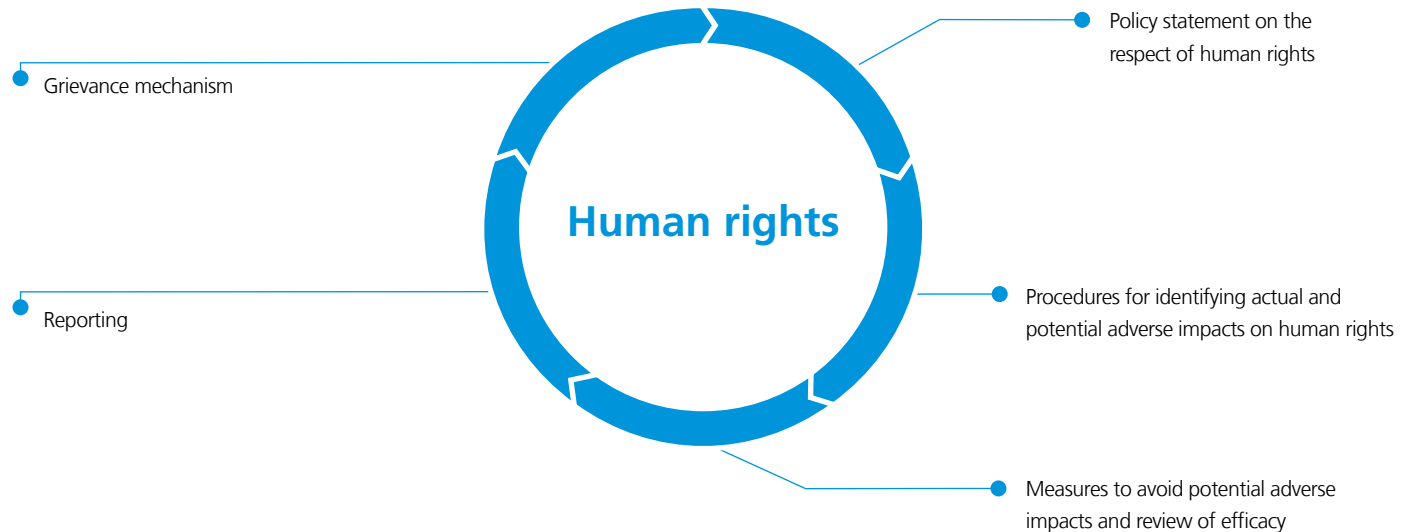 Policy statement on the
respect of human rights
Grievance mechanism
Human rights
Procedures for identifying actual and
potential adverse impacts on human rights
Reporting
Measures to avoid potential adverse
impacts and review of efficacy